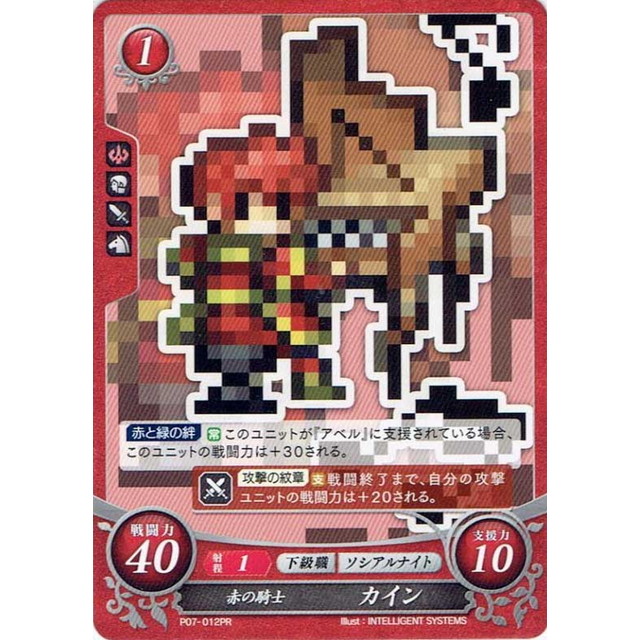 1
赤と緑の絆 常 このユニットが『アベル』に支援されている場合、
このユニットの戦闘力は+30される。
攻撃の紋章 支 戦闘終了まで、自分の攻撃
ユニットの戦闘力は+20される。
戦闘力
40
射程 1 下級職 ソシアルナイト
支援力
10
赤の騎士 カイン
P07-012PR Illust:INTELLIGENT SYSTEMS